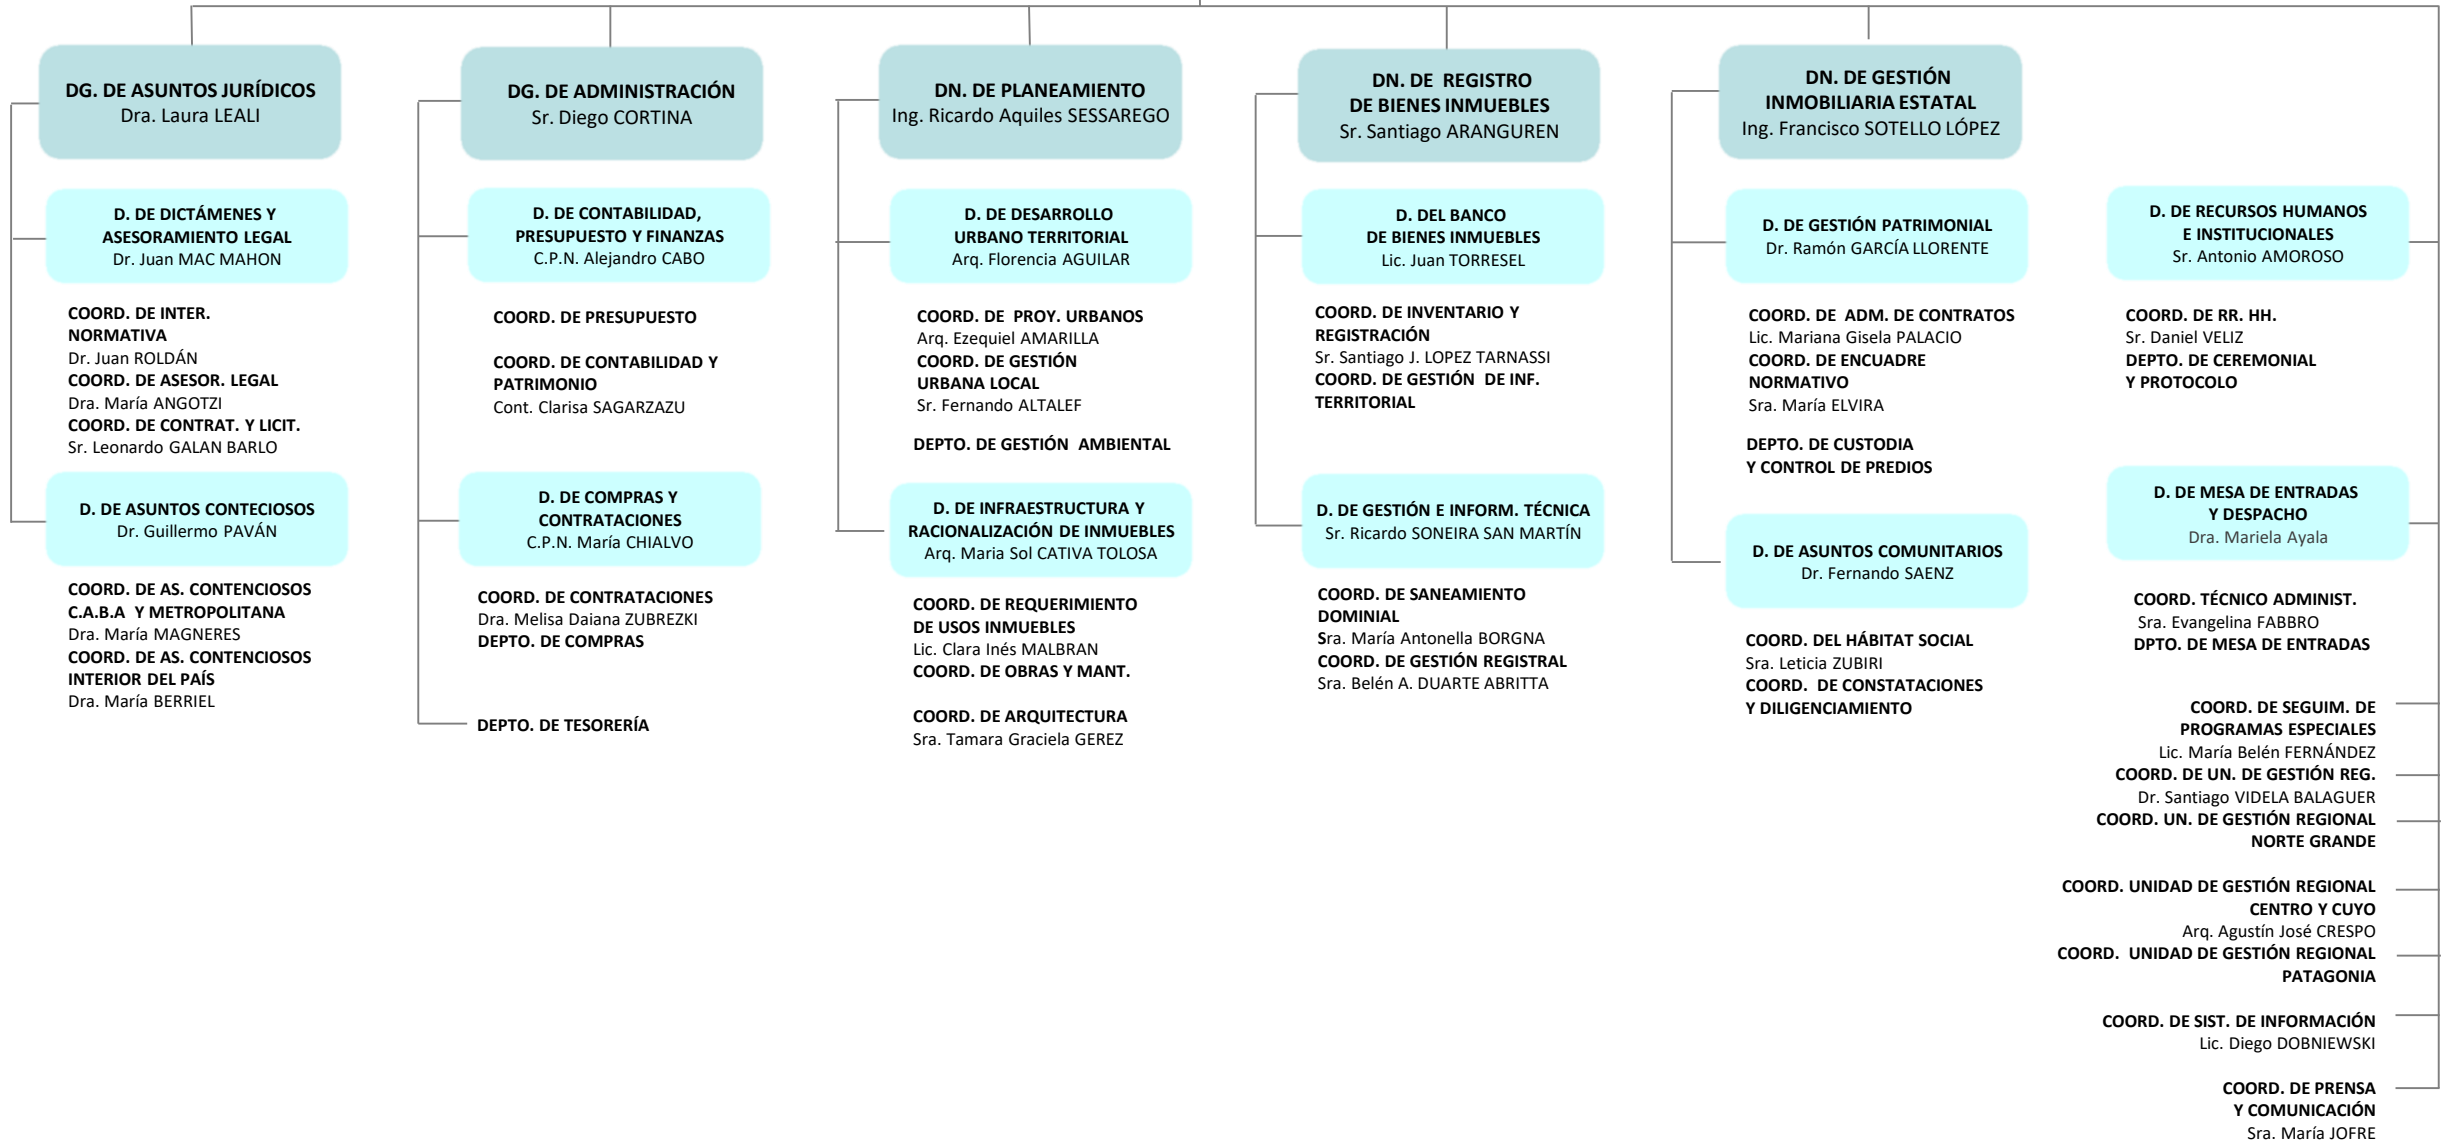 DG. DE ASUNTOS JURÍDICOS
Dra. Laura LEALI
D. DE DICTÁMENES Y
ASESORAMIENTO LEGAL
Dr. Juan MAC MAHON
COORD. DE INTER.
NORMATIVA
Dr. Juan ROLDÁN
COORD. DE ASESOR. LEGAL
Dra. María ANGOTZI
COORD. DE CONTRAT. Y LICIT.
Sr. Leonardo GALAN BARLO
D. DE ASUNTOS CONTECIOSOS
Dr. Guillermo PAVÁN
COORD. DE AS. CONTENCIOSOS
C.A.B.A Y METROPOLITANA
Dra. María MAGNERES
COORD. DE AS. CONTENCIOSOS
INTERIOR DEL PAÍS
Dra. María BERRIEL
DG. DE ADMINISTRACIÓN
Sr. Diego CORTINA
D. DE CONTABILIDAD,
PRESUPUESTO Y FINANZAS
C.P.N. Alejandro CABO
COORD. DE PRESUPUESTO
COORD. DE CONTABILIDAD Y
PATRIMONIO
Cont. Clarisa SAGARZAZU
D. DE COMPRAS Y
CONTRATACIONES
C.P.N. María CHIALVO
COORD. DE CONTRATACIONES
Dra. Melisa Daiana ZUBREZKI
DEPTO. DE COMPRAS
DEPTO. DE TESORERÍA
DN. DE PLANEAMIENTO
Ing. Ricardo Aquiles SESSAREGO
D. DE DESARROLLO
URBANO TERRITORIAL
Arq. Florencia AGUILAR
COORD. DE PROY. URBANOS
Arq. Ezequiel AMARILLA
COORD. DE GESTIÓN
URBANA LOCAL
Sr. Fernando ALTALEF
DEPTO. DE GESTIÓN AMBIENTAL
D. DE INFRAESTRUCTURA Y
RACIONALIZACIÓN DE INMUEBLES
Arq. Maria Sol CATIVA TOLOSA
COORD. DE REQUERIMIENTO
DE USOS INMUEBLES
Lic. Clara Inés MALBRAN
COORD. DE OBRAS Y MANT.
COORD. DE ARQUITECTURA
Sra. Tamara Graciela GEREZ
DN. DE REGISTRO
DE BIENES INMUEBLES
Sr. Santiago ARANGUREN
D. DEL BANCO
DE BIENES INMUEBLES
Lic. Juan TORRESEL
COORD. DE INVENTARIO Y
REGISTRACIÓN
Sr. Santiago J. LOPEZ TARNASSI
COORD. DE GESTIÓN DE INF.
TERRITORIAL
D. DE GESTIÓN E INFORM. TÉCNICA
Sr. Ricardo SONEIRA SAN MARTÍN
COORD. DE SANEAMIENTO
DOMINIAL
Sra. María Antonella BORGNA
COORD. DE GESTIÓN REGISTRAL
Sra. Belén A. DUARTE ABRITTA
DN. DE GESTIÓN
INMOBILIARIA ESTATAL
Ing. Francisco SOTELLO LÓPEZ
D. DE GESTIÓN PATRIMONIAL
Dr. Ramón GARCÍA LLORENTE
COORD. DE ADM. DE CONTRATOS
Lic. Mariana Gisela PALACIO
COORD. DE ENCUADRE
NORMATIVO
Sra. María ELVIRA
DEPTO. DE CUSTODIA
Y CONTROL DE PREDIOS
D. DE ASUNTOS COMUNITARIOS
Dr. Fernando SAENZ
COORD. DEL HÁBITAT SOCIAL
Sra. Leticia ZUBIRI
COORD. DE CONSTATACIONES
Y DILIGENCIAMIENTO
D. DE RECURSOS HUMANOS
E INSTITUCIONALES
Sr. Antonio AMOROSO
COORD. DE RR. HH.
Sr. Daniel VELIZ
DEPTO. DE CEREMONIAL
Y PROTOCOLO
D. DE MESA DE ENTRADAS
Y DESPACHO
Dra. Mariela Ayala
COORD. TÉCNICO ADMINIST.
Sra. Evangelina FABBRO
DPTO. DE MESA DE ENTRADAS
COORD. DE SEGUIM. DE
PROGRAMAS ESPECIALES
Lic. María Belén FERNÁNDEZ
COORD. DE UN. DE GESTIÓN REG.
Dr. Santiago VIDELA BALAGUER
COORD. UN. DE GESTIÓN REGIONAL
NORTE GRANDE
COORD. UNIDAD DE GESTIÓN REGIONAL
CENTRO Y CUYO
Arq. Agustín José CRESPO
COORD. UNIDAD DE GESTIÓN REGIONAL
PATAGONIA
COORD. DE SIST. DE INFORMACIÓN
Lic. Diego DOBNIEWSKI
COORD. DE PRENSA
Y COMUNICACIÓN
Sra. María JOFRE